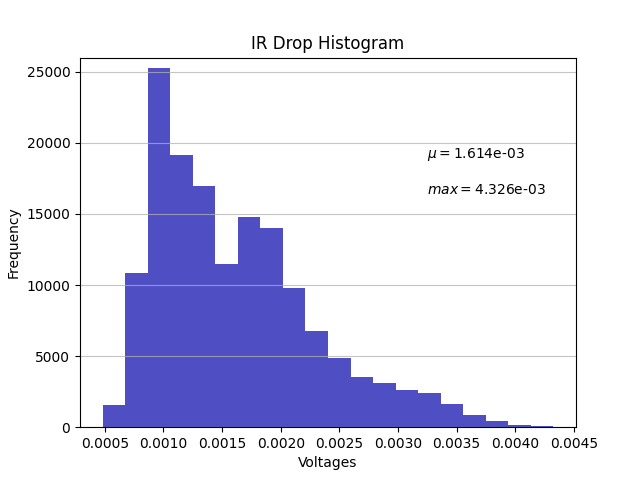 IR Drop Histogram
25000
20000
15000
10000
5000
0
Frequency
μ = 1.614e-03
max = 4.326e-03
0.0005 0.0010 0.0015 0.0020 0.0025 0.0030 0.0035 0.0040 0.0045
Voltages